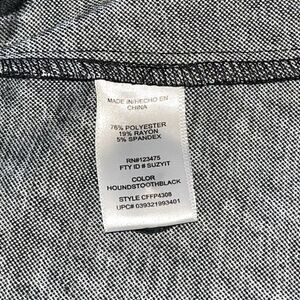 MADE IN/HECHO EN
CHINA
76% POLYESTER
19% RAYON
5% SPANDEX
RN#123475
FTY ID # SUZYIT
COLOR
HOUNDSTOOTHBLACK
STYLE CFFP4308
UPC# 039321993401